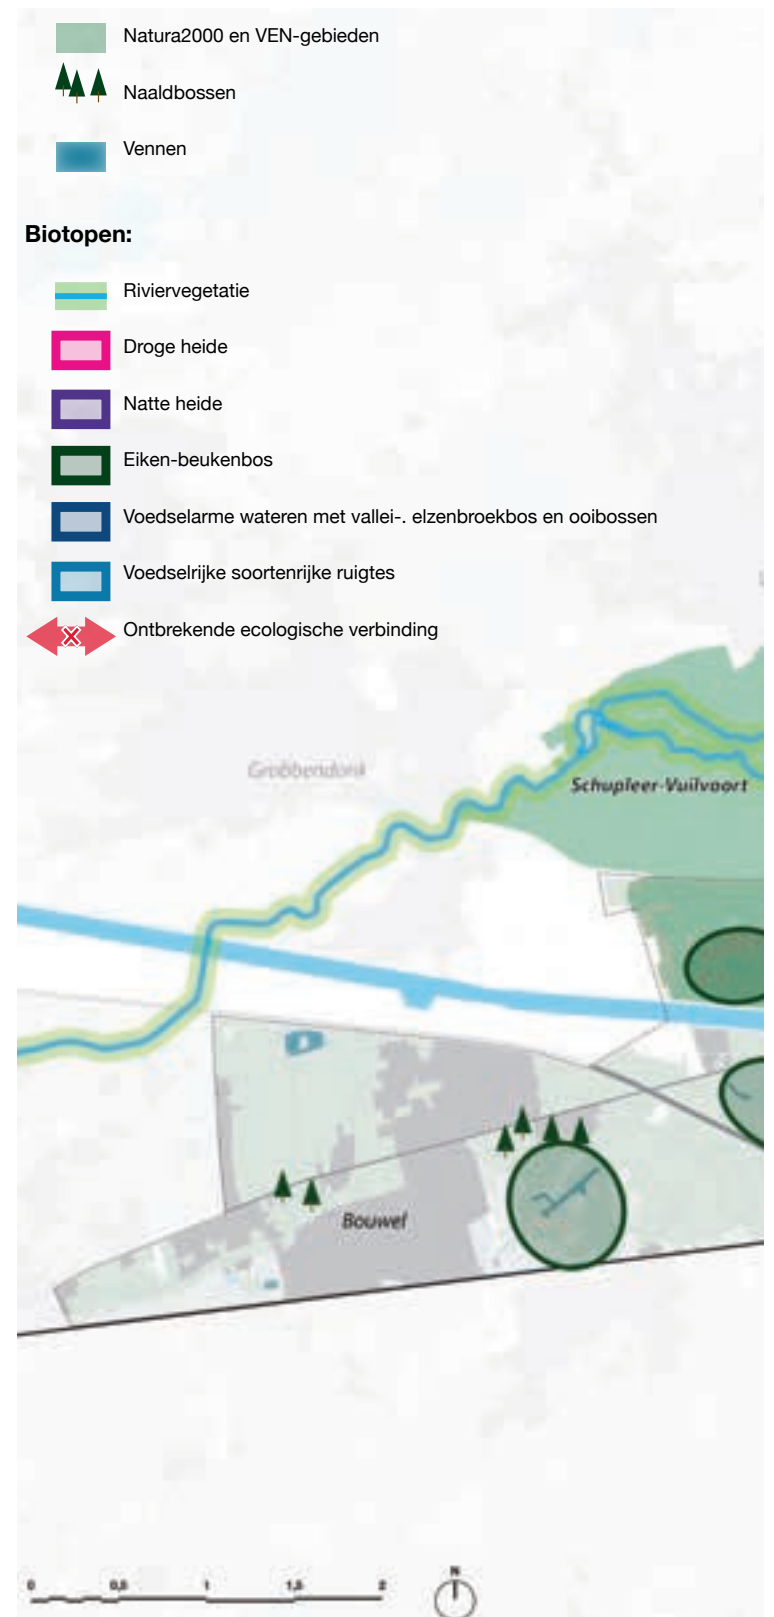 Natura2000 en VEN-gebieden
Naaldbossen
Vennen
Biotopen:
Riviervegetatie
Droge heide
Natte heide
Eiken-beukenbos
Voedselarme wateren met vallei-. elzenbroekbos en ooibossen
Voedselrijke soortenrijke ruigtes
Ontbrekende ecologische verbinding
Grobbendonk
Schupleer-Vuilvoort
Bouwel
0 0,5 1 1,5 2
N